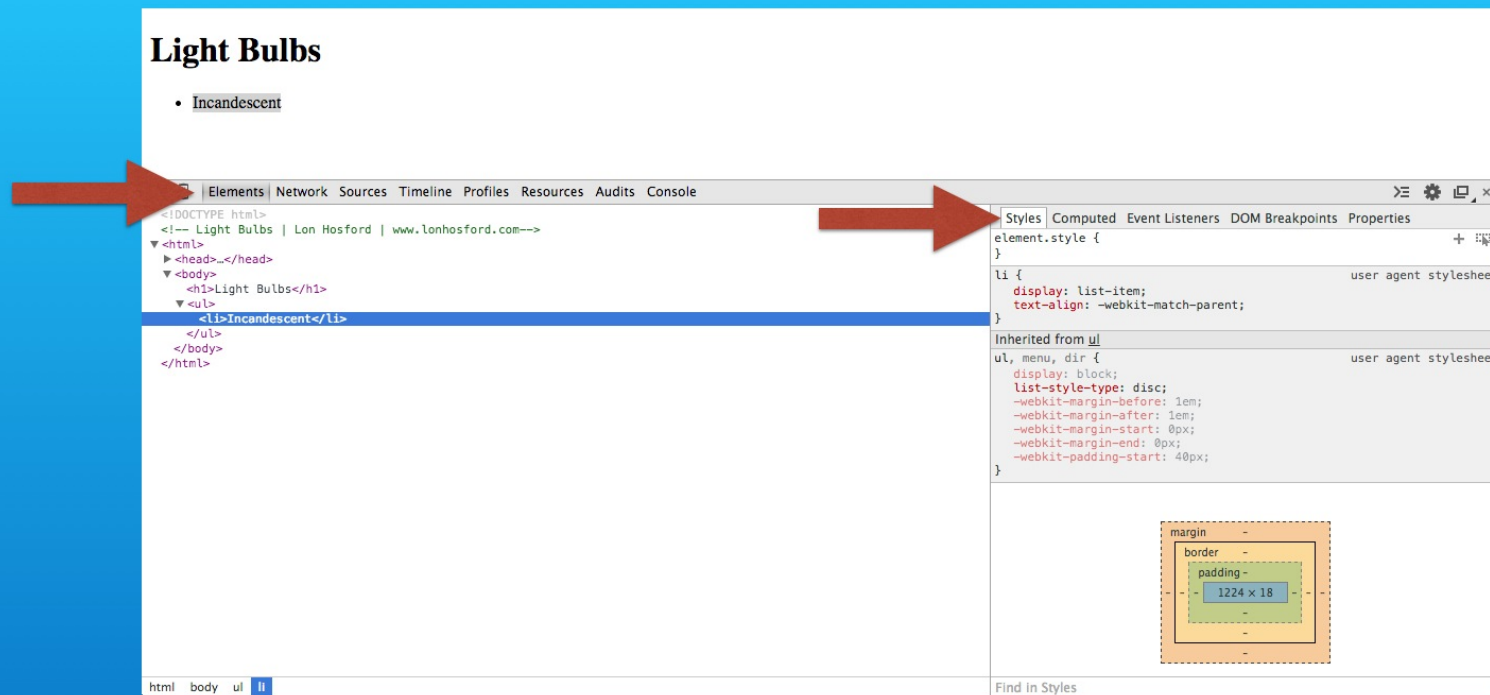 Light Bulbs
• Incandescent
Elements Network Sources Timeline Profiles Resources Audits Console
<!DOCTYPE html>
<!-- Light Bulbs | Lon Hosford | www.lonhosford.com-->
▼<html>
▶<head>…</head>
▼<body>
<h1>Light Bulbs</h1>
▼<ul>
<li>Incandescent</li>
</ul>
</body>
</html>
html body ul li
Styles Computed Event Listeners DOM Breakpoints Properties
element.style {
}
li { user agent styleshee
display: list-item;
text-align: -webkit-match-parent;
}
Inherited from ul
ul, menu, dir { user agent styleshee
display: block;
list-style-type: disc;
-webkit-margin-before: 1em;
-webkit-margin-after: 1em;
-webkit-margin-start: 0px;
-webkit-margin-end: 0px;
-webkit-padding-start: 40px;
}
margin -
border -
padding -
- - - 1224 × 18 - - -
-
-
-
Find in Styles